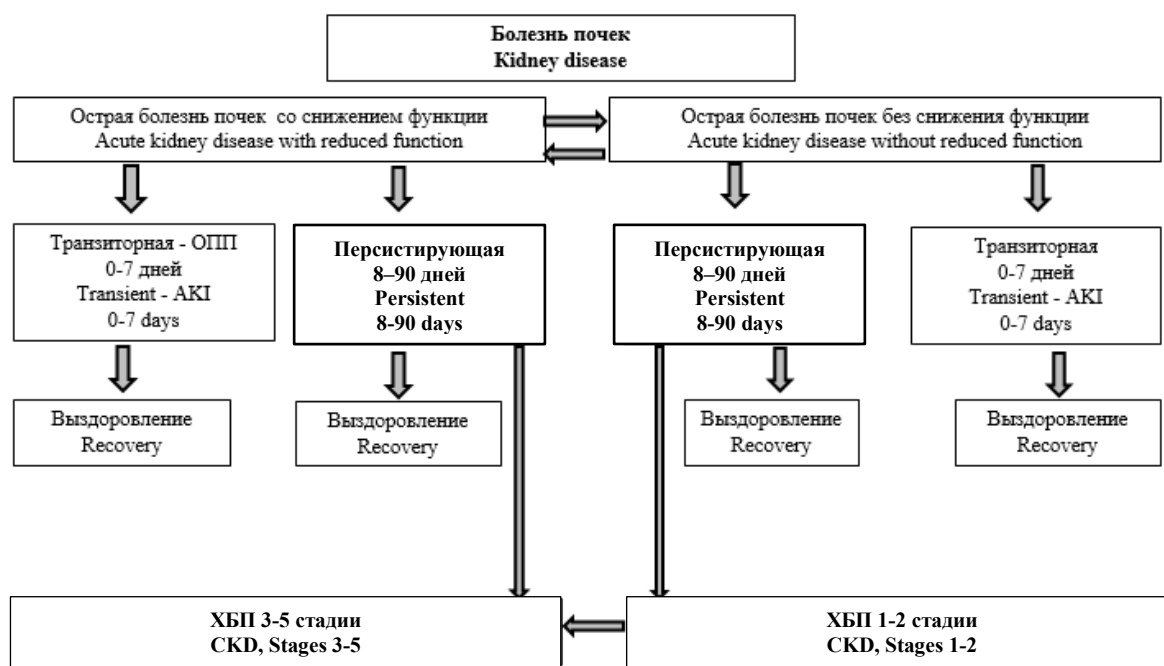 Болезнь почек
Kidney disease
Острая болезнь почек со снижением функции
Acute kidney disease with reduced function
Острая болезнь почек без снижения функции
Acute kidney disease without reduced function
Транзиторная - ОПП
0-7 дней
Transient - AKI
0-7 days
Персистирующая
8–90 дней
Persistent
8-90 days
Персистирующая
8–90 дней
Persistent
8-90 days
Транзиторная
0-7 дней
Transient - AKI
0-7 days
Выздоровление
Recovery
Выздоровление
Recovery
Выздоровление
Recovery
Выздоровление
Recovery
ХБП 3-5 стадии
CKD, Stages 3-5
ХБП 1-2 стадии
CKD, Stages 1-2